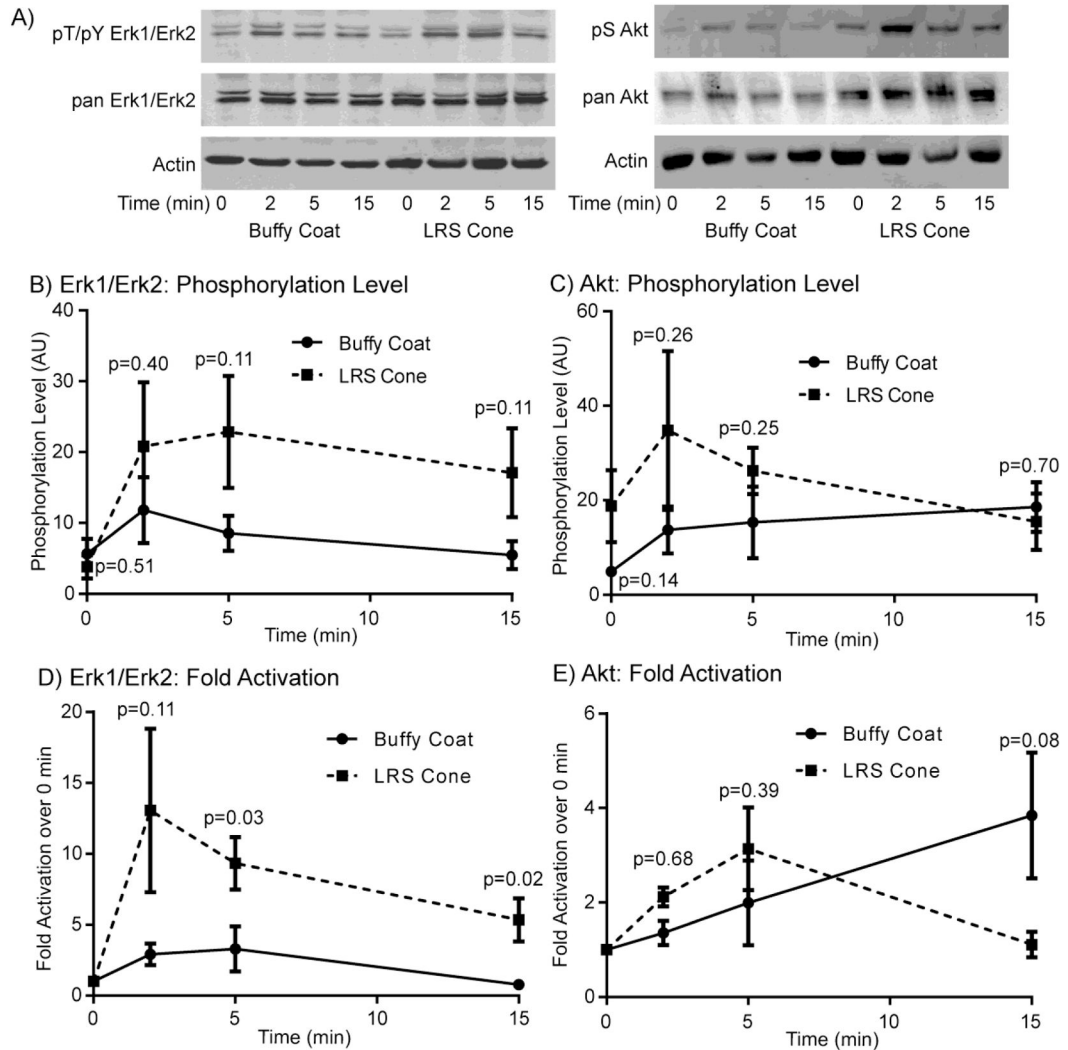 A)
pT/pY Erk1/Erk2
pan Erk1/Erk2
Actin
Time (min) 0 2 5 15 0 2 5 15
Buffy Coat LRS Cone
pS Akt
pan Akt
Actin
Time (min) 0 2 5 15 0 2 5 15
Buffy Coat LRS Cone
B) Erk1/Erk2: Phosphorylation Level
Phosphorylation Level (AU)
40
30
20
10
0
p=0.40
p=0.11
p=0.11
p=0.51
Buffy Coat
LRS Cone
0 5 10 15
Time (min)
C) Akt: Phosphorylation Level
Phosphorylation Level (AU)
60
40
20
0
p=0.26
p=0.25
p=0.70
p=0.14
Buffy Coat
LRS Cone
0 5 10 15
Time (min)
D) Erk1/Erk2: Fold Activation
Fold Activation over 0 min
20
15
10
5
0
p=0.11
p=0.03
p=0.02
Buffy Coat
LRS Cone
0 5 10 15
Time (min)
E) Akt: Fold Activation
Fold Activation over 0 min
6
4
2
0
p=0.68
p=0.39
p=0.08
Buffy Coat
LRS Cone
0 5 10 15
Time (min)